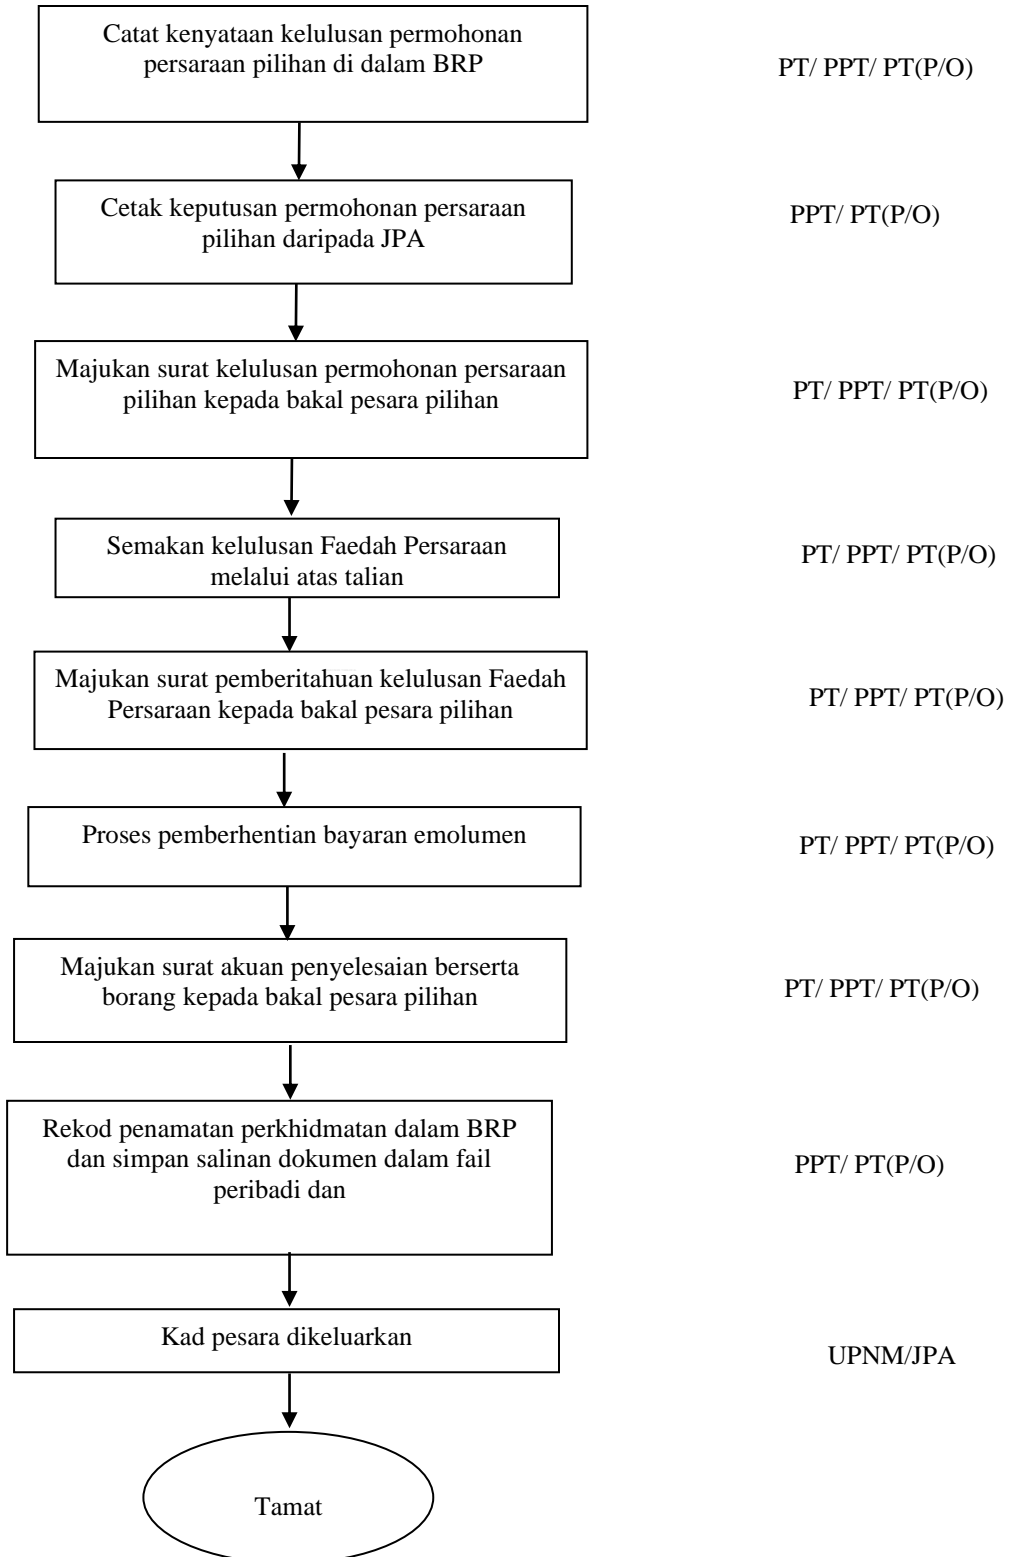 Catat kenyataan kelulusan permohonan
persaraan pilihan di dalam BRP
PT/ PPT/ PT(P/O)
Cetak keputusan permohonan persaraan
pilihan daripada JPA
PPT/ PT(P/O)
Majukan surat kelulusan permohonan persaraan
pilihan kepada bakal pesara pilihan
PT/ PPT/ PT(P/O)
Semakan kelulusan Faedah Persaraan
melalui atas talian
PT/ PPT/ PT(P/O)
Majukan surat pemberitahuan kelulusan Faedah
Persaraan kepada bakal pesara pilihan
PT/ PPT/ PT(P/O)
Proses pemberhentian bayaran emolumen
PT/ PPT/ PT(P/O)
Majukan surat akuan penyelesaian berserta
borang kepada bakal pesara pilihan
PT/ PPT/ PT(P/O)
Rekod penamatan perkhidmatan dalam BRP
dan simpan salinan dokumen dalam fail
peribadi dan
PPT/ PT(P/O)
Kad pesara dikeluarkan
UPNM/JPA
Tamat